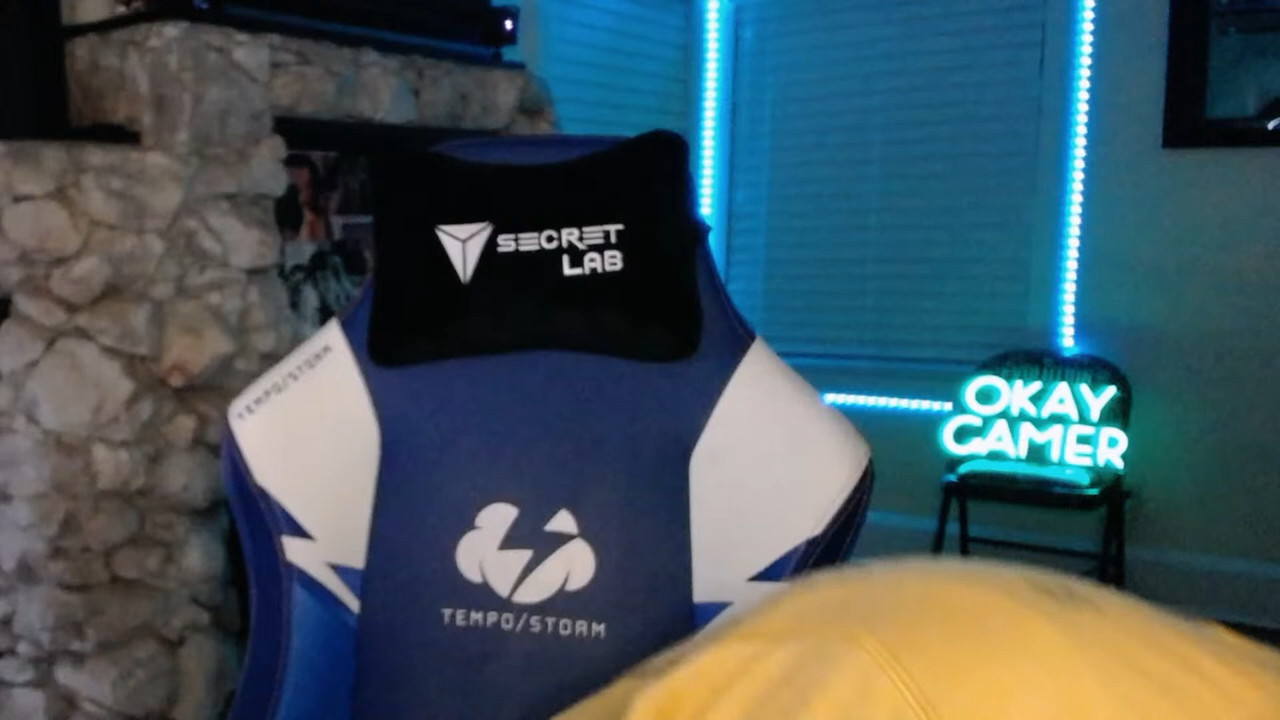 SECRET
LAB
TEMPO/STORM
OKAY
GAMER
TEMPO/STORM